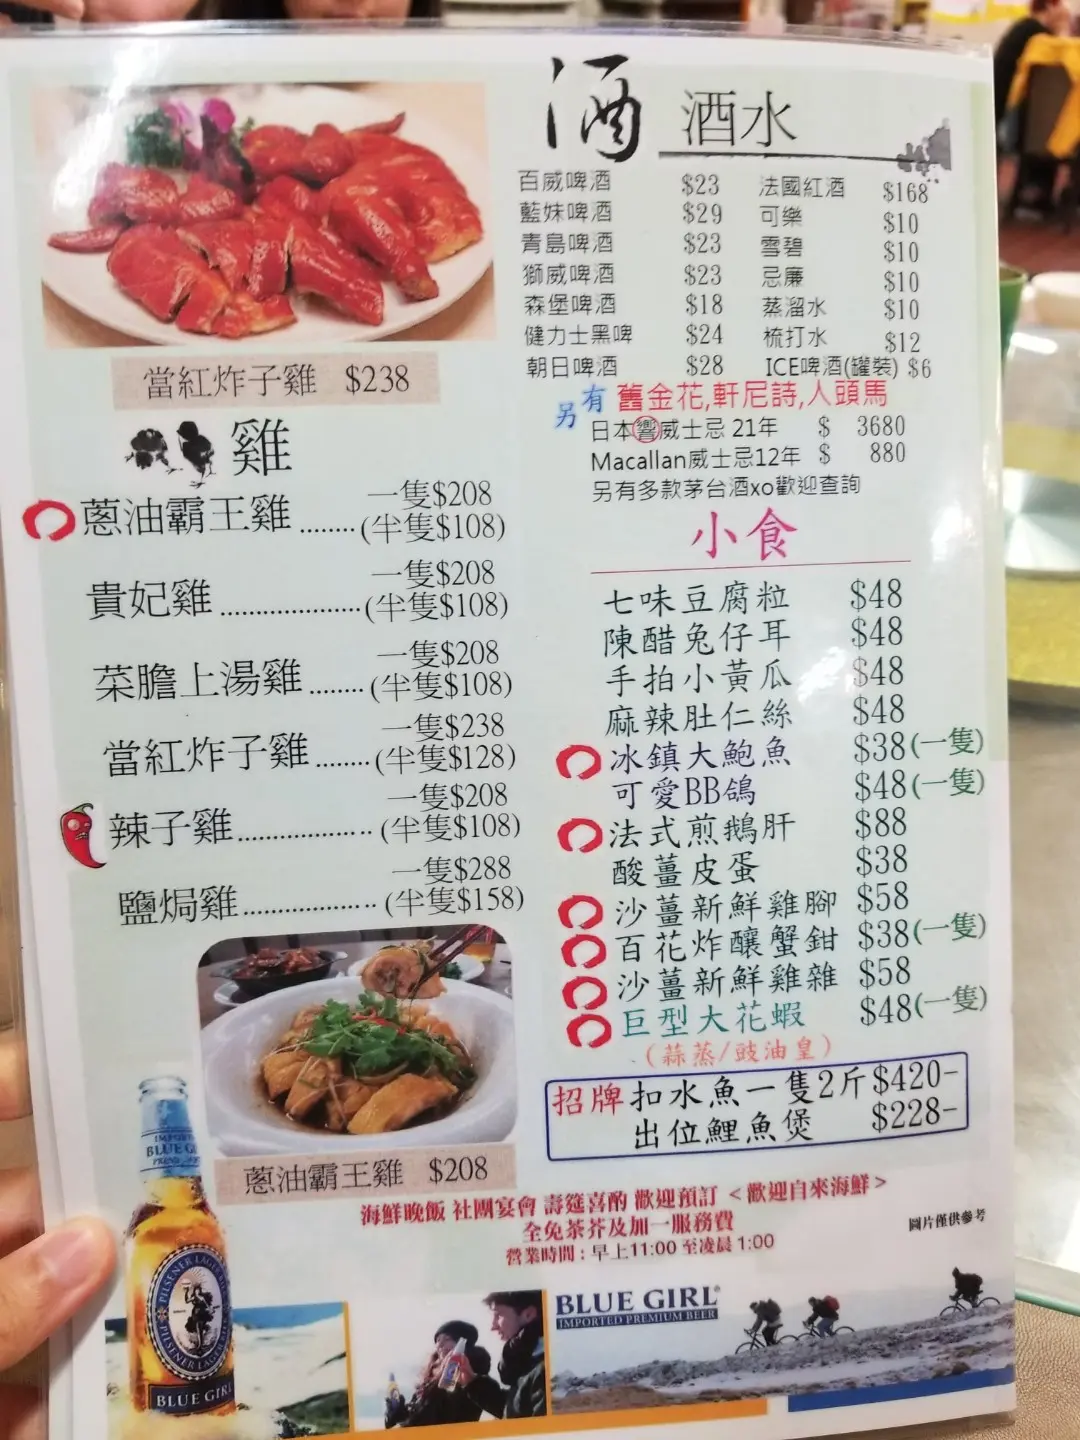 酒 酒水
百威啤酒 $23 法國紅酒 $168
藍妹啤酒 $29 可樂 $10
青島啤酒 $23 雪碧 $10
獅威啤酒 $23 忌廉 $10
森堡啤酒 $18 蒸溜水 $10
健力士黑啤 $24 梳打水 $12
朝日啤酒 $28 ICE啤酒(罐裝) $6
另有 舊金花,軒尼詩,人頭馬
日本響威士忌 21年 $ 3680
Macallan威士忌12年 $ 880
另有多款茅台酒xo歡迎查詢
當紅炸子雞 $238
雞
蔥油霸王雞........ 一隻$208
(半隻$108)
貴妃雞.................... 一隻$208
(半隻$108)
菜膽上湯雞........ 一隻$208
(半隻$108)
當紅炸子雞........ 一隻$238
(半隻$128)
辣子雞.................... 一隻$208
(半隻$108)
鹽焗雞.................... 一隻$288
(半隻$158)
小食
七味豆腐粒 $48
陳醋兔仔耳 $48
手拍小黃瓜 $48
麻辣肚仁絲 $48
冰鎮大鮑魚 $38(一隻)
可愛BB鴿 $48(一隻)
法式煎鵝肝 $88
酸薑皮蛋 $38
沙薑新鮮雞腳 $58
百花炸釀蟹鉗 $38(一隻)
沙薑新鮮雞雜 $58
巨型大花蝦 $48(一隻)
(蒜蒸/豉油皇)
招牌 扣水魚一隻2斤 $420-
出位鯉魚煲 $228-
蔥油霸王雞 $208
海鮮晚飯 社團宴會 壽筵喜酌 歡迎預訂 <歡迎自來海鮮>
全免茶芥及加一服務費
營業時間：早上11:00 至凌晨 1:00
圖片僅供參考
BLUE GIRL
IMPORTED PREMIUM BEER
BLUE GIRL
PILSENER LAGER
BLUE GIRL